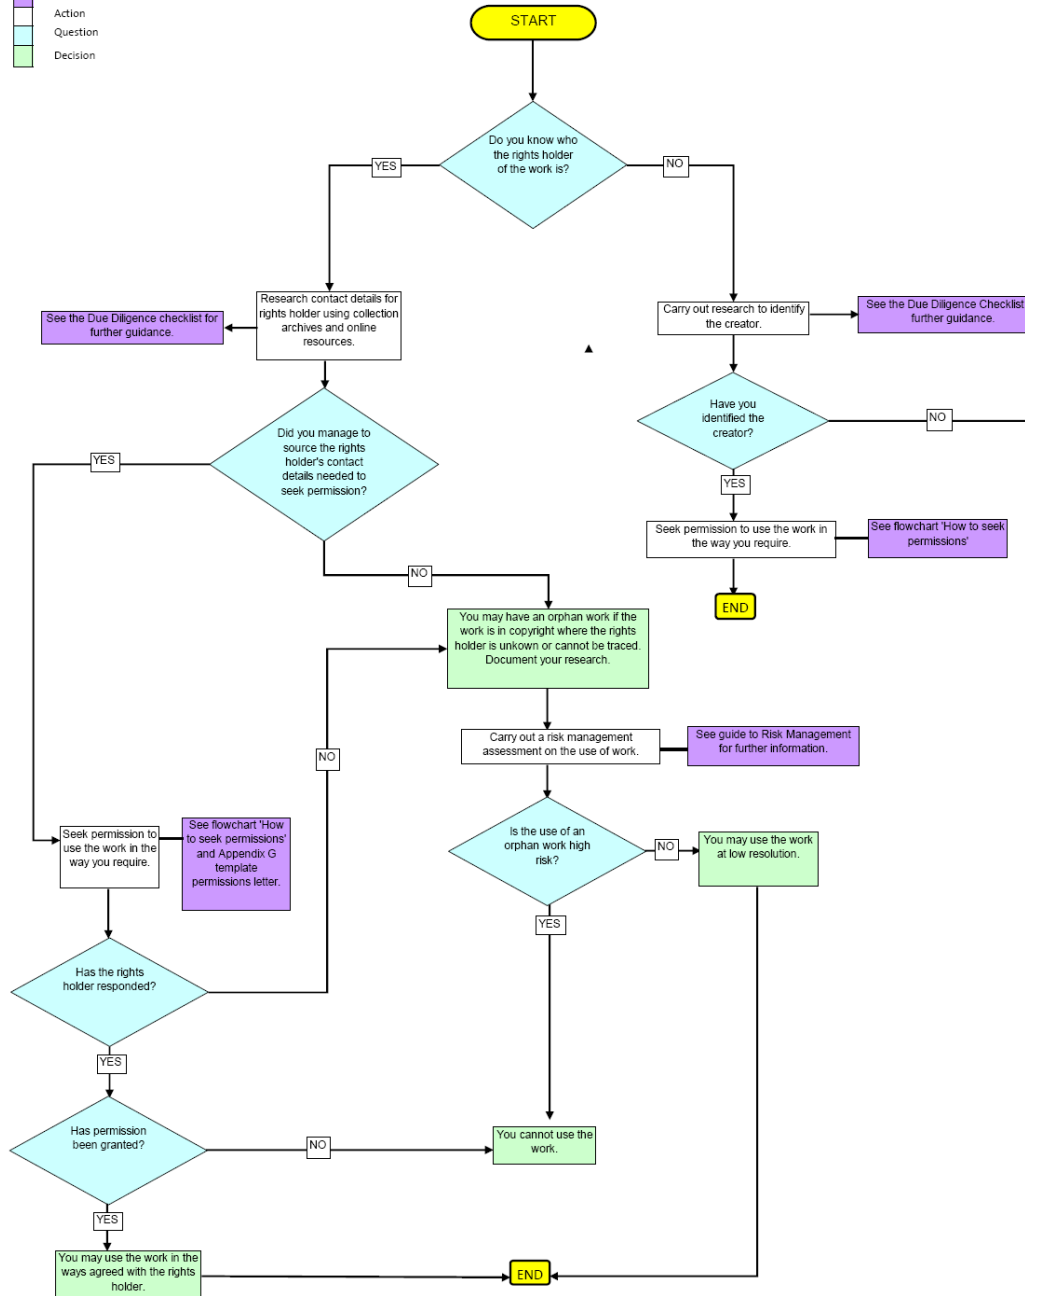 Action
Question
Decision
START
Do you know who
the rights holder
of the work is?
YES
NO
Research contact details for
rights holder using collection
archives and online
resources.
See the Due Diligence checklist for
further guidance.
Carry out research to identify
the creator.
See the Due Diligence Checklist
further guidance.
Have you
identified the
creator?
NO
Did you manage to
source the rights
holder's contact
details needed to
seek permission?
YES
YES
Seek permission to use the work in
the way you require.
See flowchart 'How to seek
permissions'
NO
END
You may have an orphan work if the
work is in copyright where the rights
holder is unkown or cannot be traced.
Document your research.
Carry out a risk management
assessment on the use of work.
See guide to Risk Management
for further information.
NO
Seek permission to
use the work in the
way you require.
See flowchart 'How
to seek permissions'
and Appendix G
template
permissions letter.
Is the use of an
orphan work high
risk?
NO
You may use the work
at low resolution.
YES
Has the rights
holder responded?
YES
Has permission
been granted?
NO
You cannot use the
work.
YES
You may use the work in the
ways agreed with the rights
holder.
END